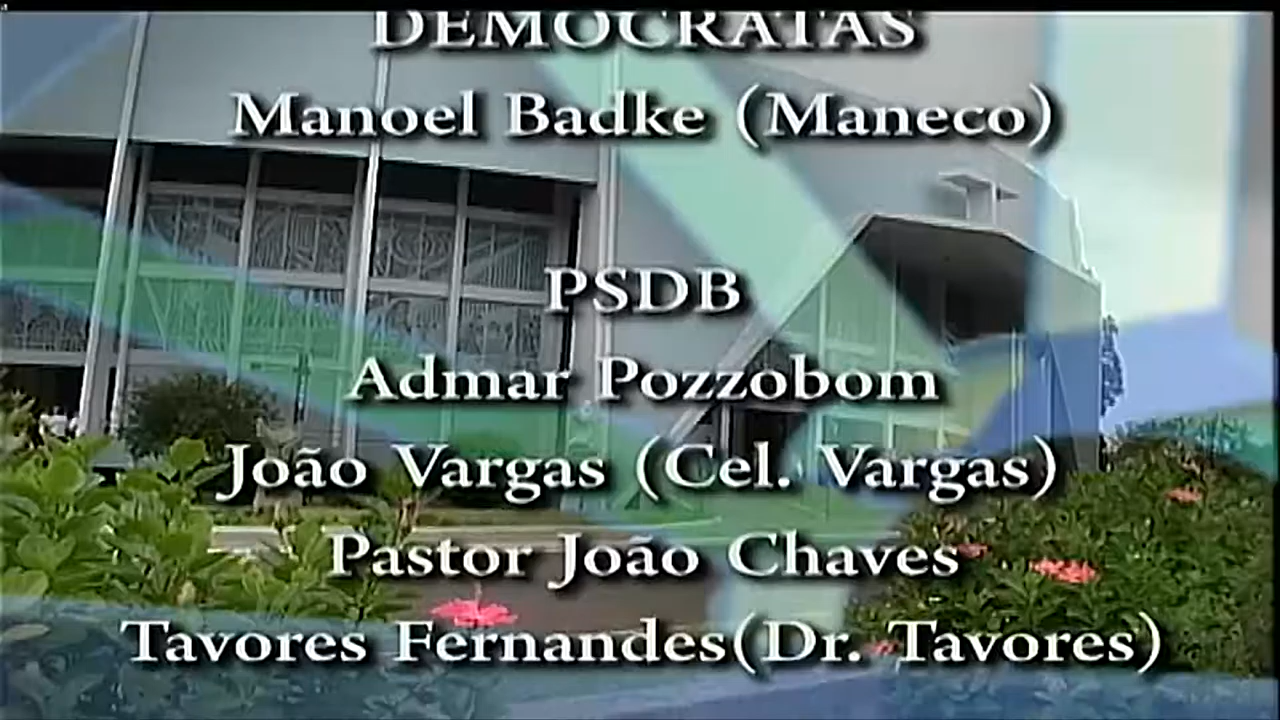 DEMOCRATAS
Manoel Badke (Maneco)
PSDB
Admar Pozzobom
João Vargas (Cel. Vargas)
Pastor João Chaves
Tavores Fernandes(Dr. Tavores)